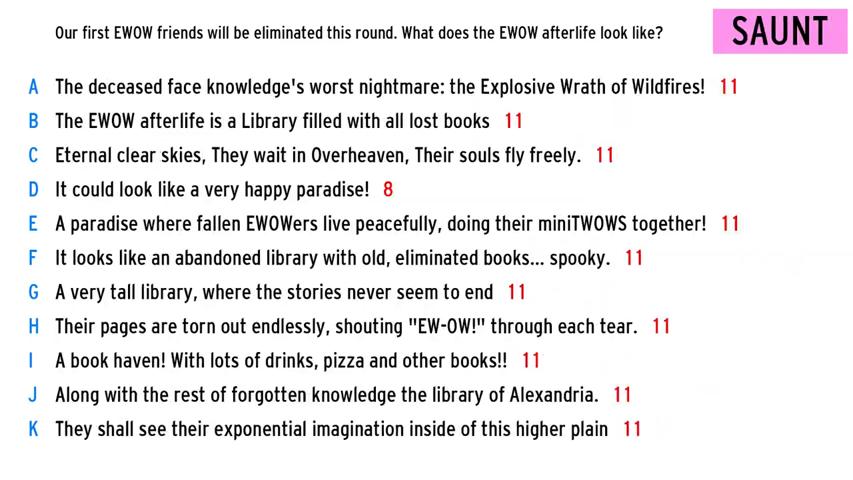 Our first EWOW friends will be eliminated this round. What does the EWOW afterlife look like?
SAUNT
A The deceased face knowledge's worst nightmare: the Explosive Wrath of Wildfires! 11
B The EWOW afterlife is a Library filled with all lost books 11
C Eternal clear skies, They wait in Overheaven, Their souls fly freely. 11
D It could look like a very happy paradise! 8
E A paradise where fallen EWOWers live peacefully, doing their miniTWOWS together! 11
F It looks like an abandoned library with old, eliminated books... spooky. 11
G A very tall library, where the stories never seem to end 11
H Their pages are torn out endlessly, shouting "EW-OW!" through each tear. 11
I A book haven! With lots of drinks, pizza and other books!! 11
J Along with the rest of forgotten knowledge the library of Alexandria. 11
K They shall see their exponential imagination inside of this higher plain 11